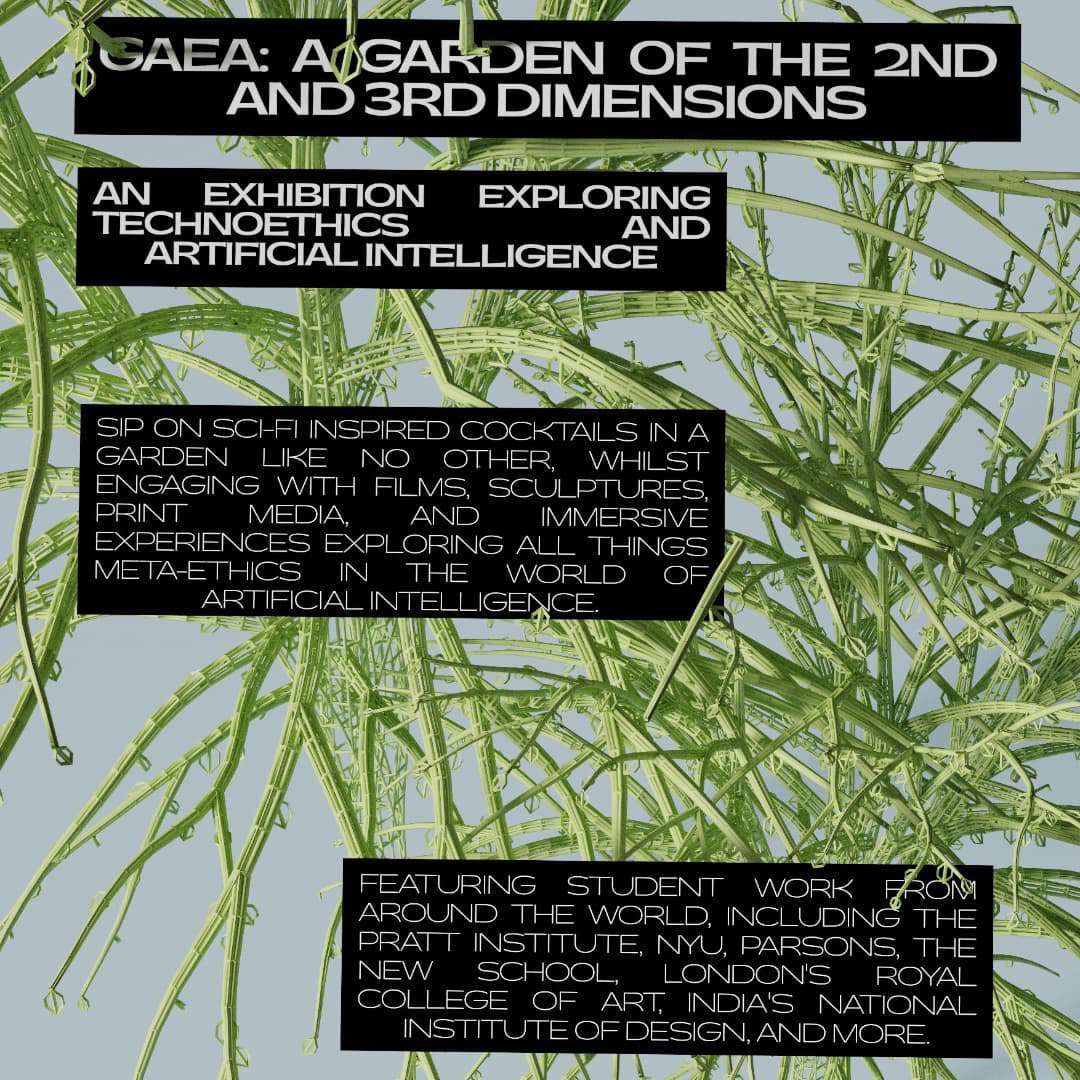 GAEA: A GARDEN OF THE 2ND
AND 3RD DIMENSIONS
AN EXHIBITION EXPLORING
TECHNOETHICS AND
ARTIFICIAL INTELLIGENCE
SIP ON SCI-FI INSPIRED COCKTAILS IN A
GARDEN LIKE NO OTHER, WHILST
ENGAGING WITH FILMS, SCULPTURES,
PRINT MEDIA, AND IMMERSIVE
EXPERIENCES EXPLORING ALL THINGS
META-ETHICS IN THE WORLD OF
ARTIFICIAL INTELLIGENCE.
FEATURING STUDENT WORK FROM
AROUND THE WORLD, INCLUDING THE
PRATT INSTITUTE, NYU, PARSONS, THE
NEW SCHOOL, LONDON'S ROYAL
COLLEGE OF ART, INDIA'S NATIONAL
INSTITUTE OF DESIGN, AND MORE.